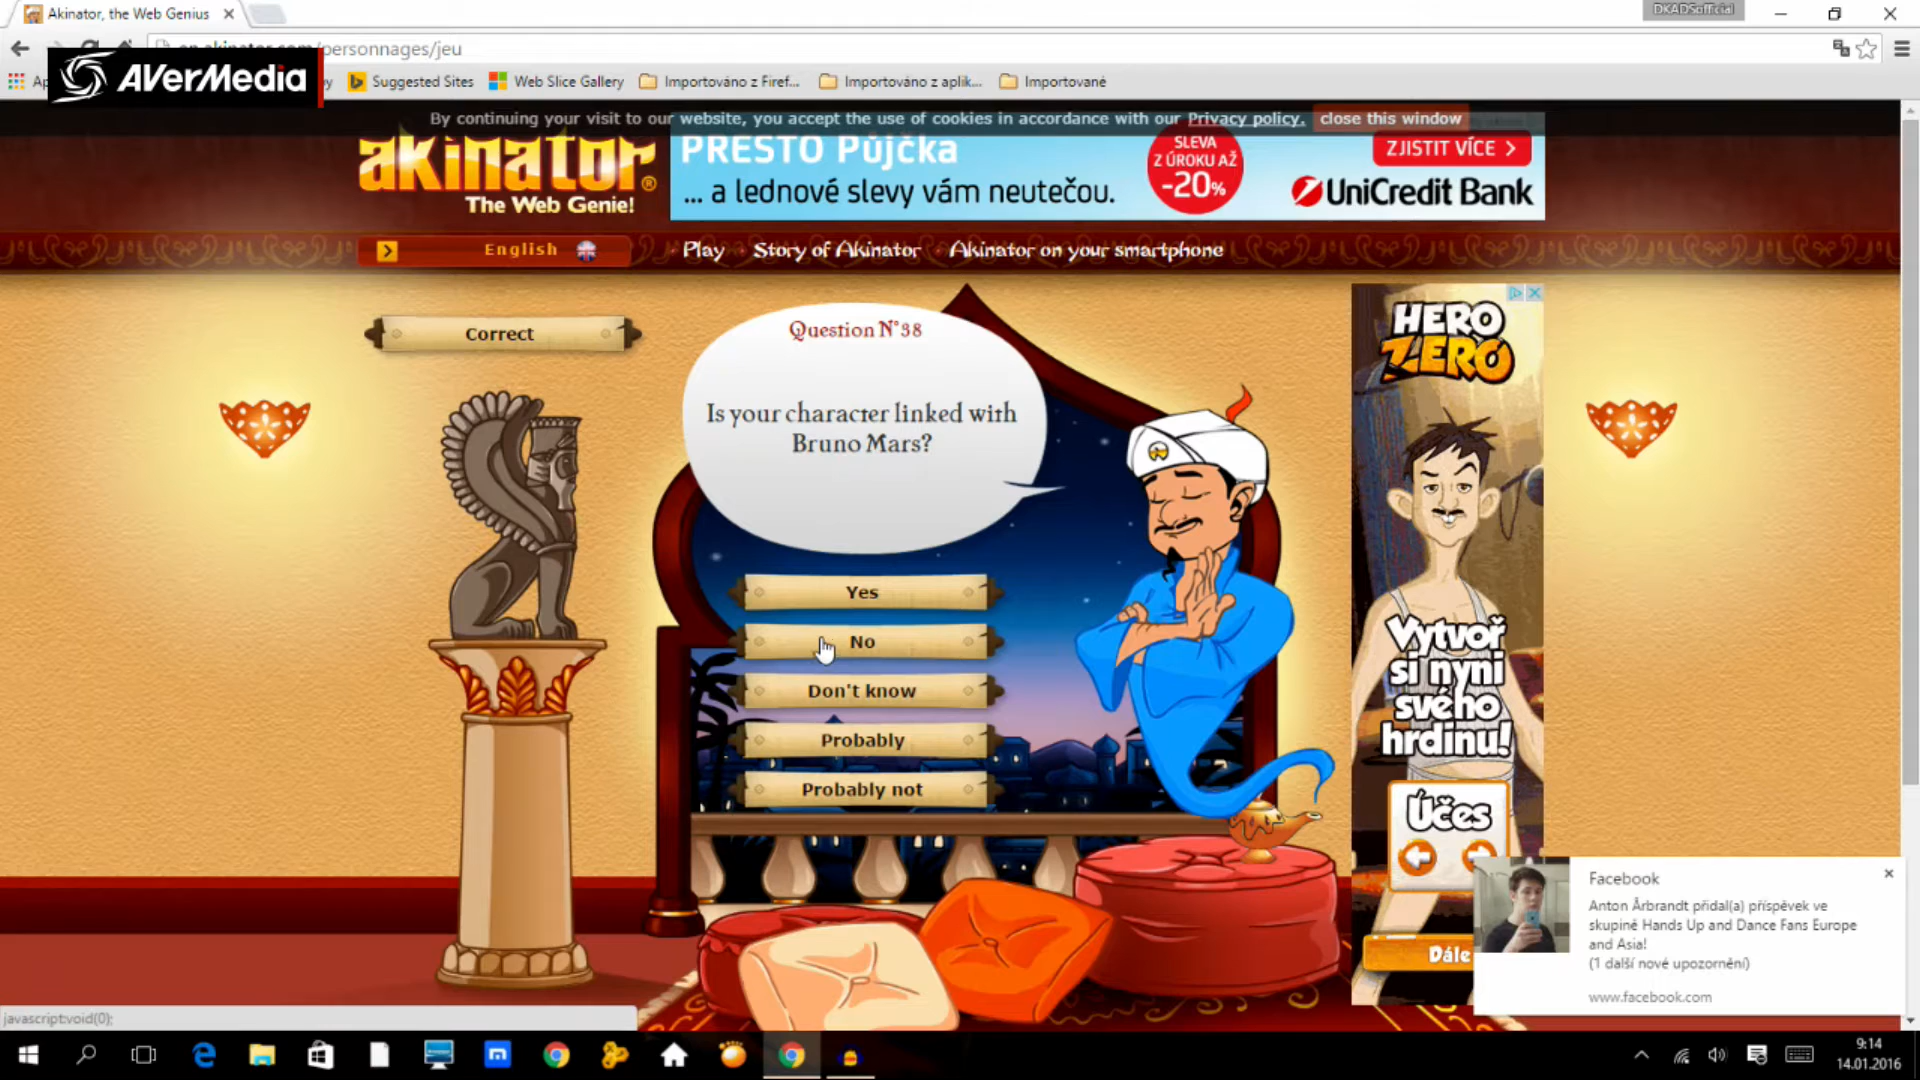 Akinator, the Web Genius
DKADSofficial
/personnages/jeu
AVerMedia
Suggested Sites
Web Slice Gallery
Importováno z Firef...
Importováno z aplik...
Importované
By continuing your visit to our website, you accept the use of cookies in accordance with our Privacy policy. close this window
akinator®
The Web Genie!
PRESTO Půjčka
... a lednové slevy vám neutečou.
SLEVA
Z ÚROKU AŽ
-20%
ZJISTIT VÍCE >
UniCredit Bank
English
Play
Story of Akinator
Akinator on your smartphone
Correct
Question N°38
Is your character linked with
Bruno Mars?
Yes
No
Don't know
Probably
Probably not
HERO
ZERO
Vytvoř
si nyní
svého
hrdinu!
Účes
Dále
Facebook
Anton Årbrandt přidal(a) příspěvek ve
skupině Hands Up and Dance Fans Europe
and Asia!
(1 další nové upozornění)
www.facebook.com
javascript:void(0);
9:14
14.01.2016